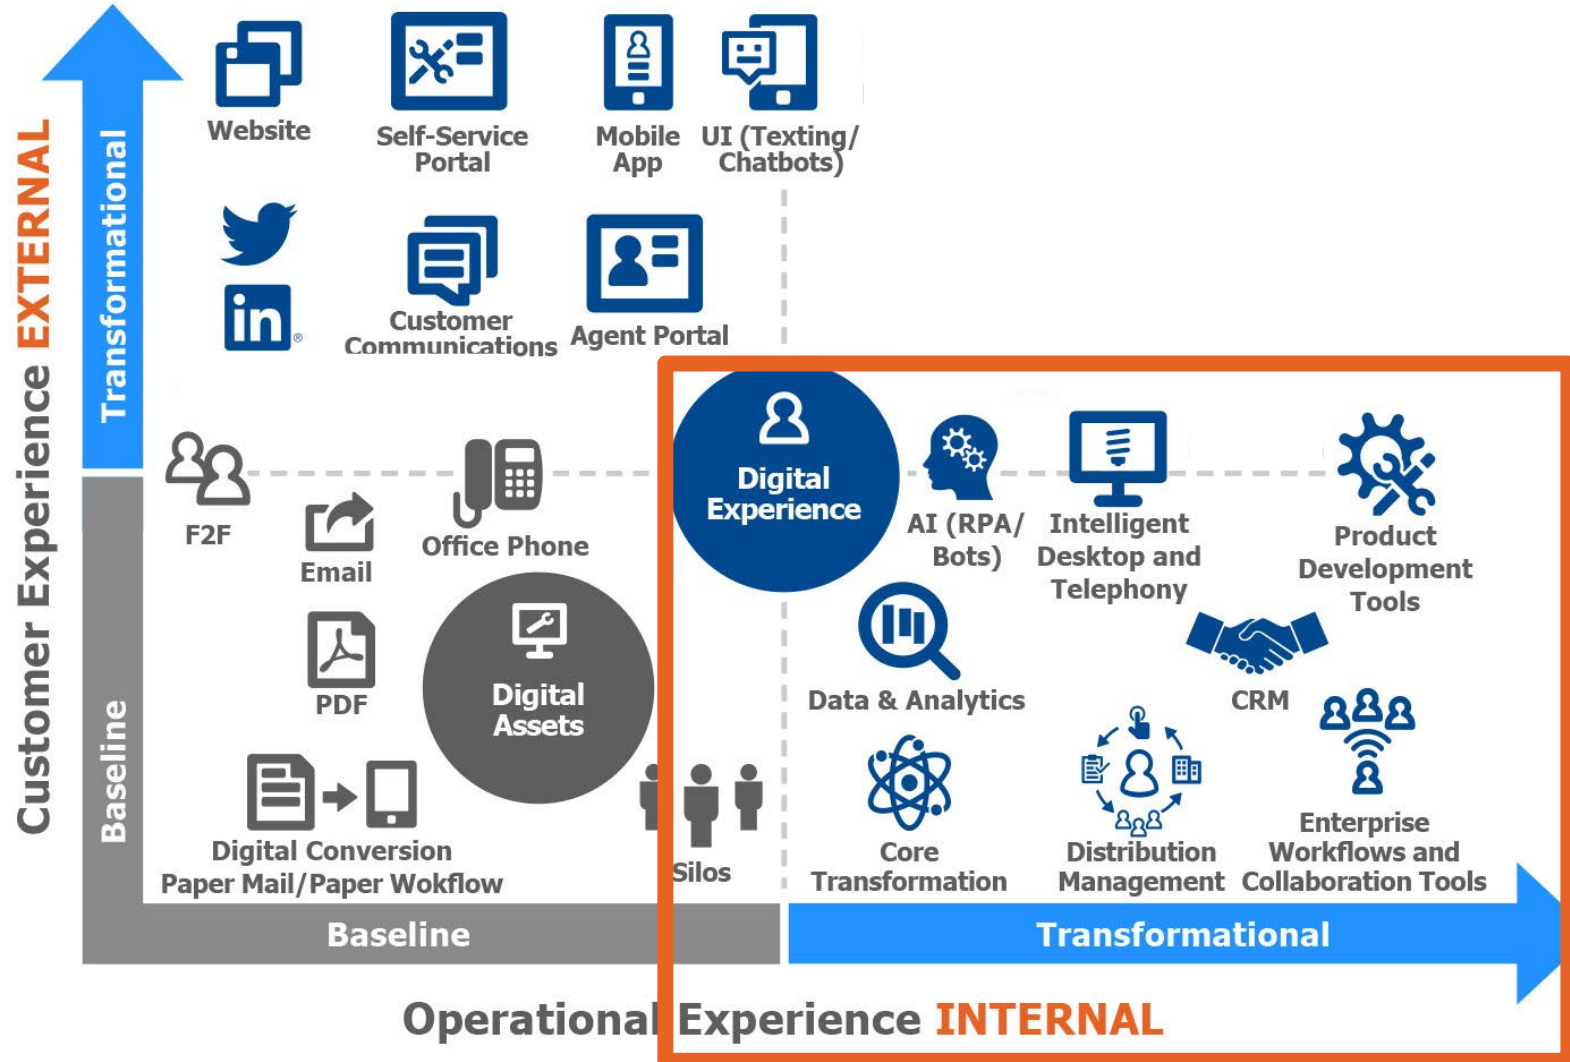 Website
Self-Service
Portal
Mobile
App
UI (Texting/
Chatbots)
in®
Customer
Communications
Agent Portal
Customer Experience EXTERNAL
Transformational
Baseline
F2F
Email
Office Phone
PDF
Digital
Assets
Digital Conversion
Paper Mail/Paper Wokflow
Silos
Digital
Experience
AI (RPA/
Bots)
Intelligent
Desktop and
Telephony
Product
Development
Tools
Data & Analytics
CRM
Core
Transformation
Distribution
Management
Enterprise
Workflows and
Collaboration Tools
Baseline
Transformational
Operational Experience INTERNAL